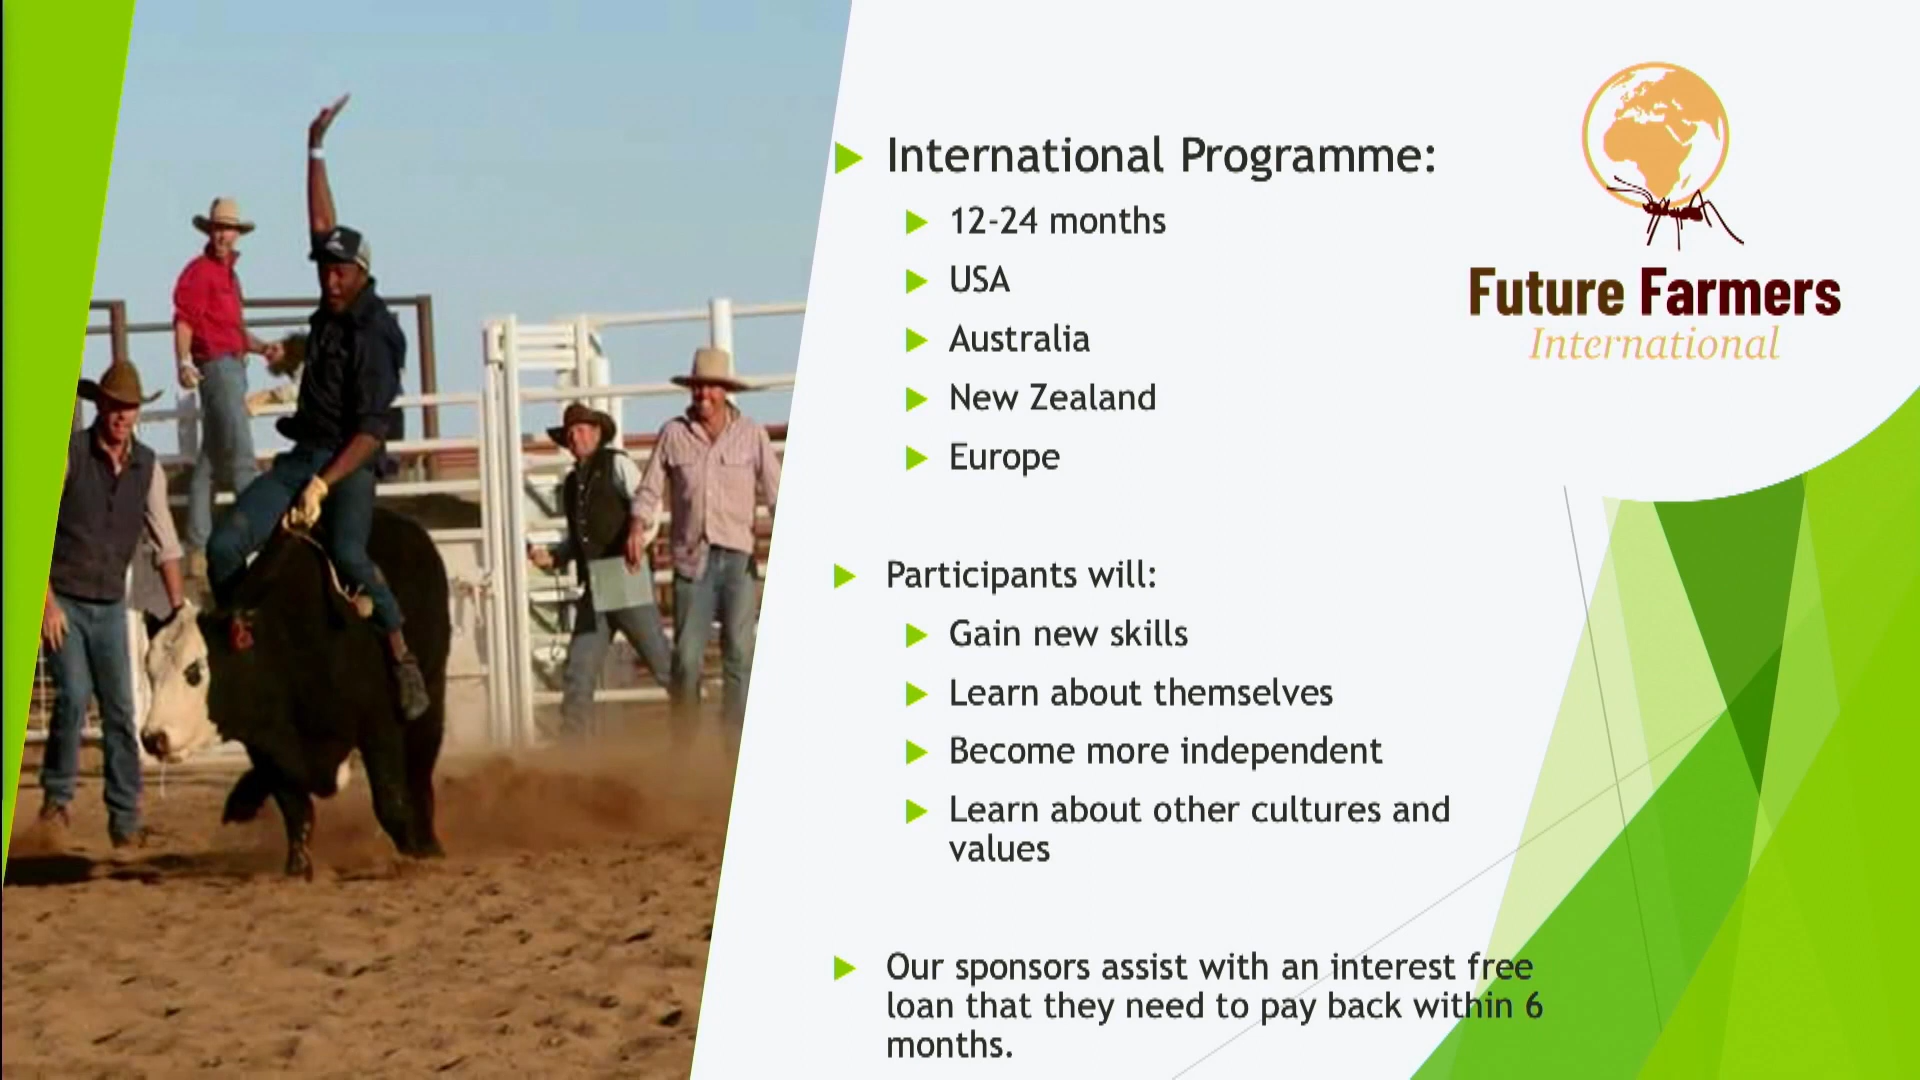 International Programme:
12-24 months
USA
Australia
New Zealand
Europe
Participants will:
Gain new skills
Learn about themselves
Become more independent
Learn about other cultures and
values
Our sponsors assist with an interest free
loan that they need to pay back within 6
months.
Future Farmers
International